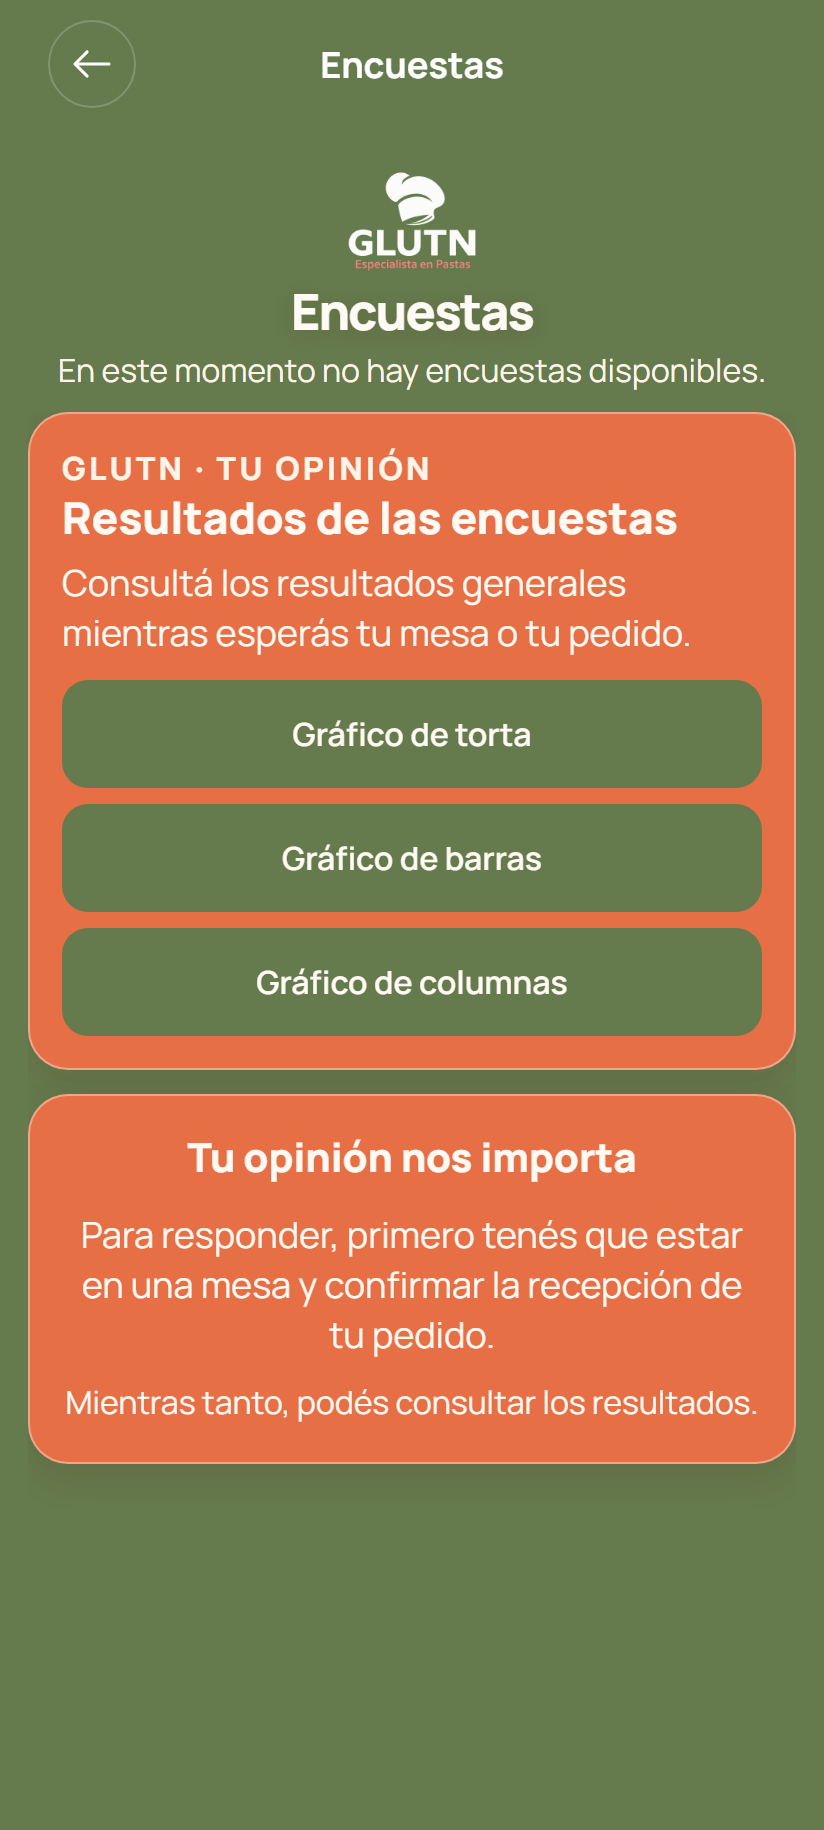 Encuestas
GLUTN
Especialista en Pastas
Encuestas
En este momento no hay encuestas disponibles.
GLUTN · TU OPINIÓN
Resultados de las encuestas
Consultá los resultados generales
mientras esperás tu mesa o tu pedido.
Gráfico de torta
Gráfico de barras
Gráfico de columnas
Tu opinión nos importa
Para responder, primero tenés que estar
en una mesa y confirmar la recepción de
tu pedido.
Mientras tanto, podés consultar los resultados.